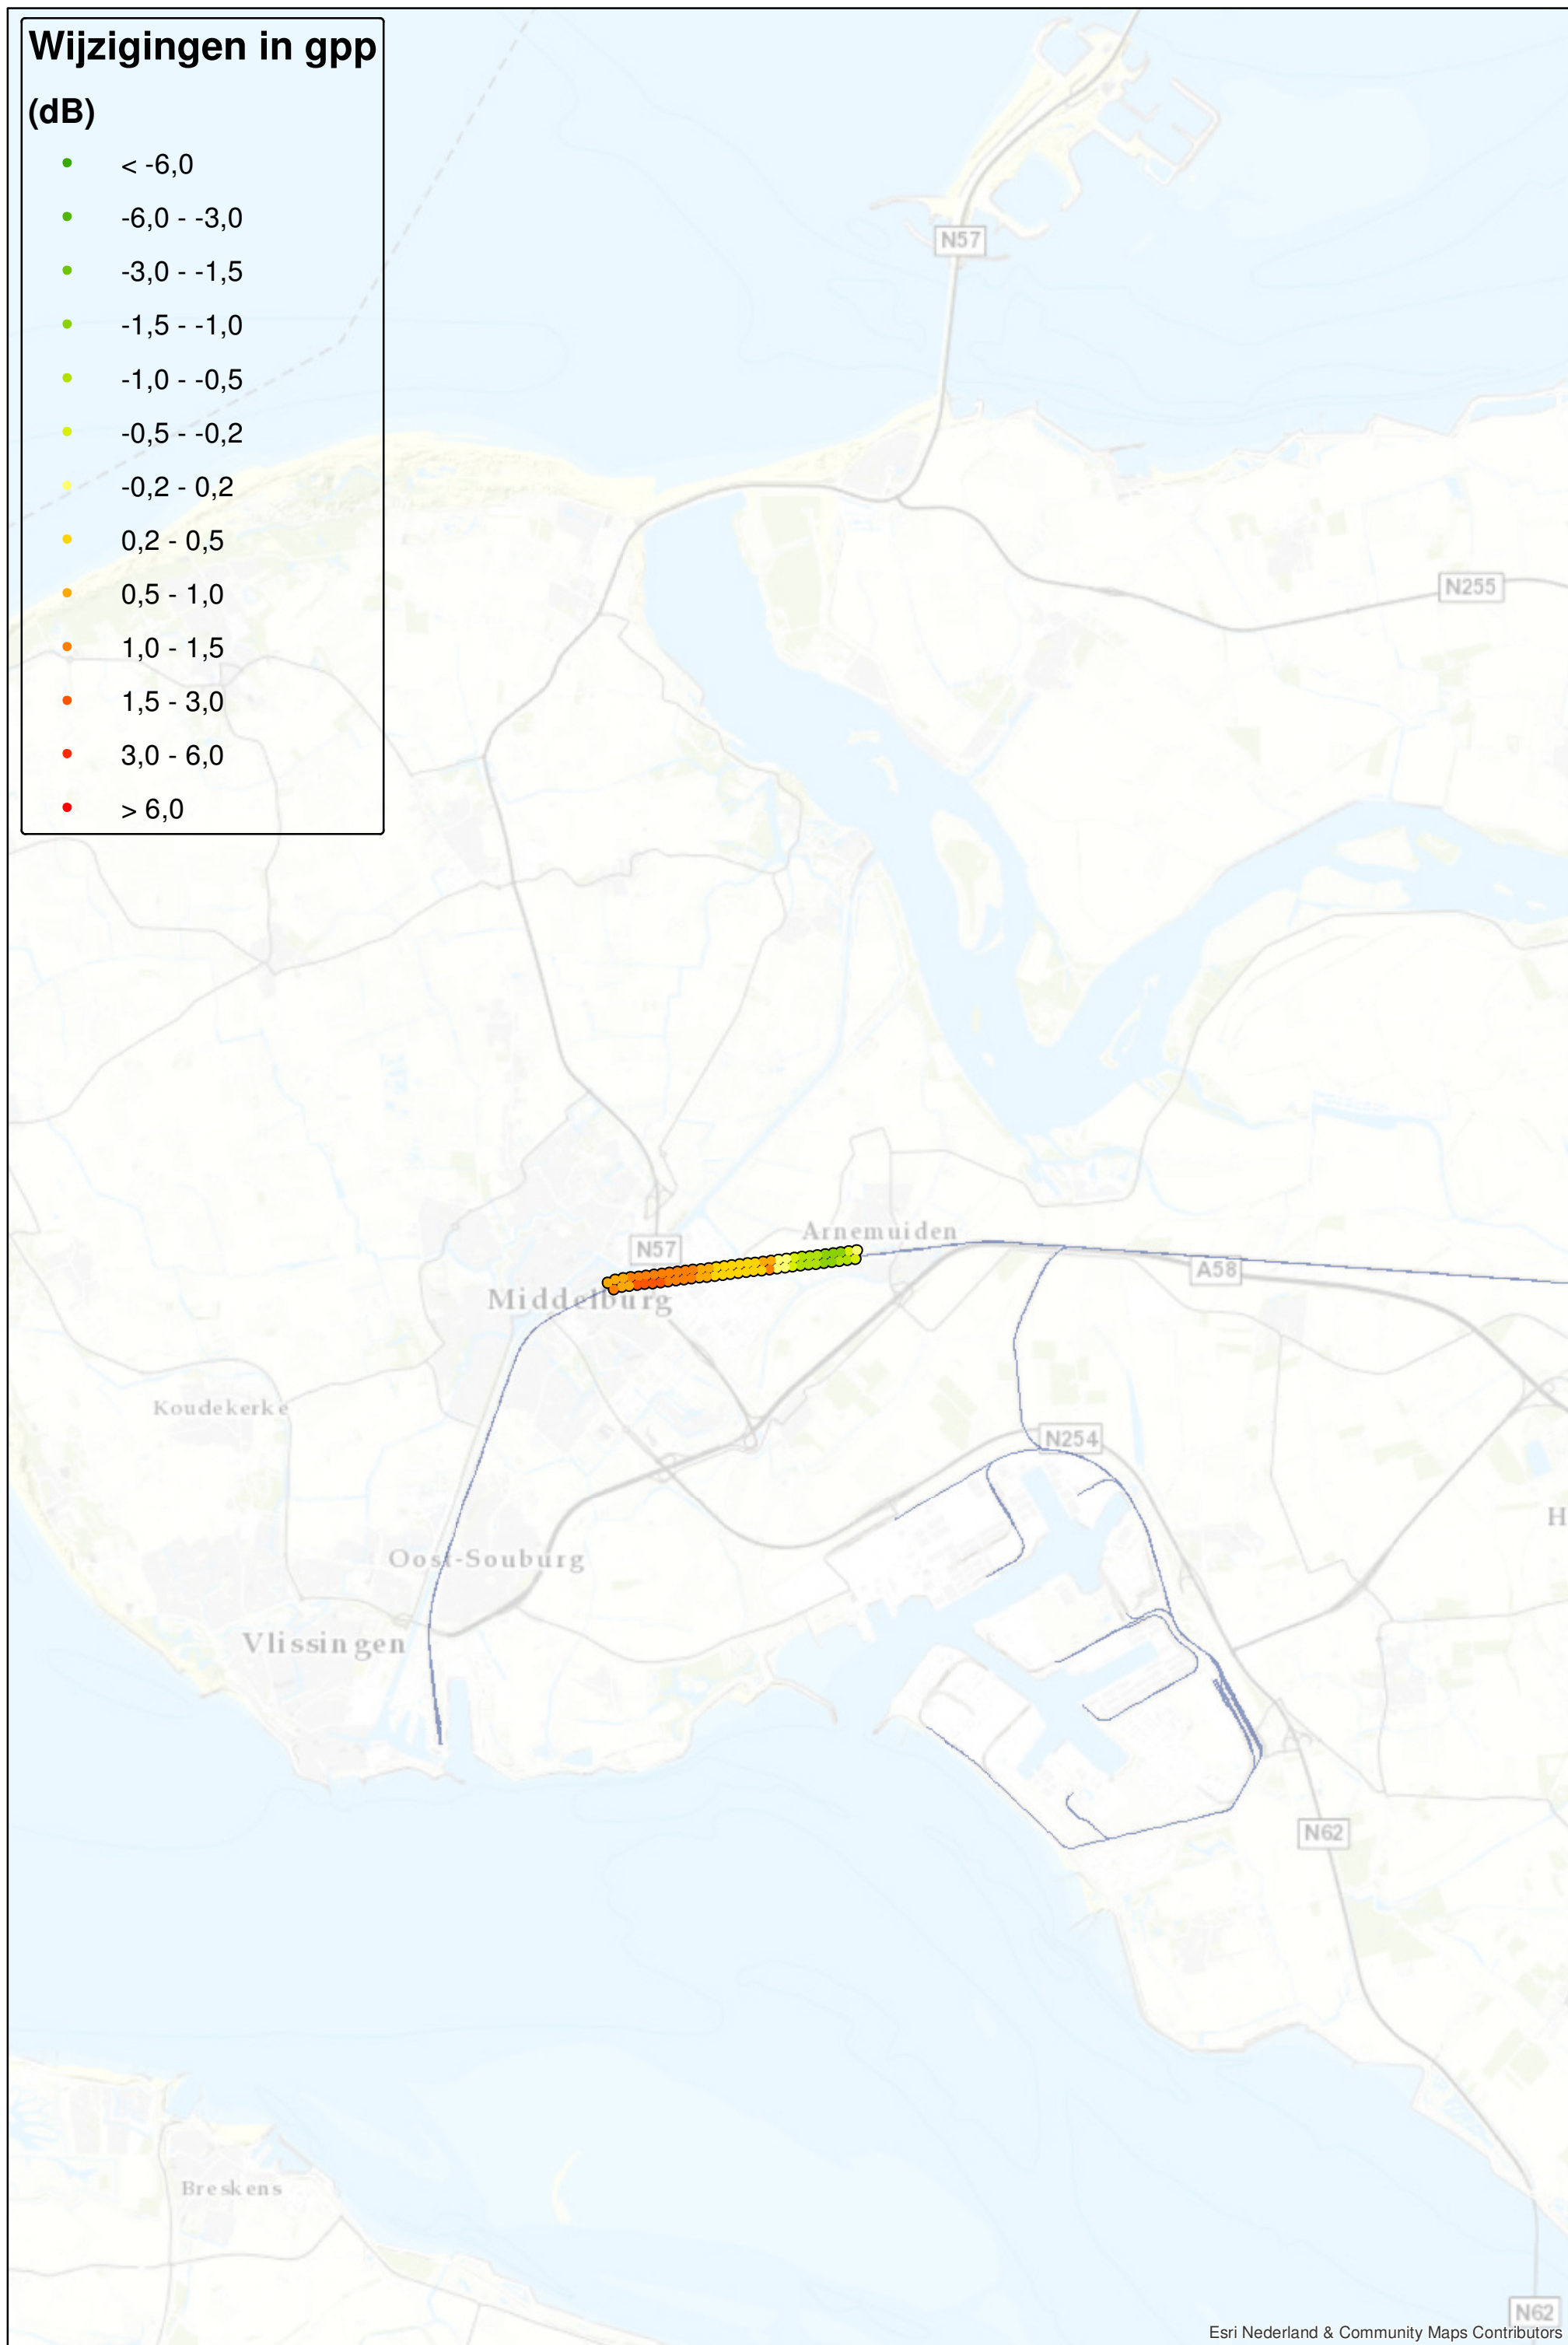 Wijzigingen in gpp
(dB)
< -6,0
-6,0 - -3,0
-3,0 - -1,5
-1,5 - -1,0
-1,0 - -0,5
-0,5 - -0,2
-0,2 - 0,2
0,2 - 0,5
0,5 - 1,0
1,0 - 1,5
1,5 - 3,0
3,0 - 6,0
> 6,0
N57
N255
Arnemuiden
N57
A58
Middelburg
Koudekerke
N254
H
Oost-Souburg
Vlissingen
N62
Breskens
N62
Esri Nederland & Community Maps Contributors